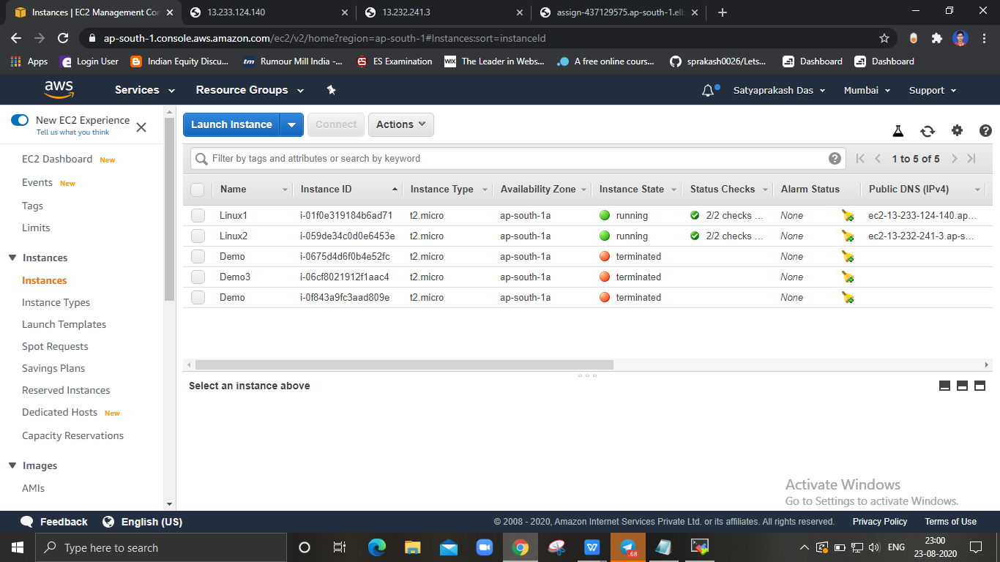 Instances | EC2 Management Con
13.233.124.140
13.232.241.3
assign-437129575.ap-south-1.elb
ap-south-1.console.aws.amazon.com/ec2/v2/home?region=ap-south-1#Instances:sort=instanceId
Apps
Login User
Indian Equity Discu...
tm Rumour Mill India -...
ES Examination
WIX The Leader in Webs...
A free online cours...
sprakash0026/Lets...
Dashboard
Dashboard
aws
Services
Resource Groups
Satyaprakash Das
Mumbai
Support
New EC2 Experience
Tell us what you think
EC2 Dashboard New
Events New
Tags
Limits
Instances
Instances
Instance Types
Launch Templates
Spot Requests
Savings Plans
Reserved Instances
Dedicated Hosts New
Capacity Reservations
Images
AMIs
Launch Instance
Connect
Actions
Filter by tags and attributes or search by keyword
1 to 5 of 5
Name Instance ID Instance Type Availability Zone Instance State Status Checks Alarm Status Public DNS (IPv4)
Linux1 i-01f0e319184b6ad71 t2.micro ap-south-1a running 2/2 checks ... None ec2-13-233-124-140.ap...
Linux2 i-059de34c0d0e6453e t2.micro ap-south-1a running 2/2 checks ... None ec2-13-232-241-3.ap-s...
Demo i-0675d4d6f0b4e52fc t2.micro ap-south-1a terminated None
Demo3 i-06cf8021912f1aac4 t2.micro ap-south-1a terminated None
Demo i-0f843a9fc3aad809e t2.micro ap-south-1a terminated None
Select an instance above
Activate Windows
Go to Settings to activate Windows.
Feedback
English (US)
© 2008 - 2020, Amazon Internet Services Private Ltd. or its affiliates. All rights reserved.
Privacy Policy
Terms of Use
Type here to search
.68
ENG
23:00
23-08-2020